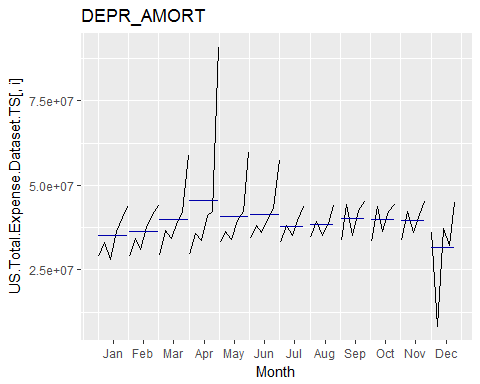 DEPR_AMORT
US.Total.Expense.Dataset.TS[, i]
7.5e+07
5.0e+07
2.5e+07
Jan Feb Mar Apr May Jun Jul Aug Sep Oct Nov Dec
Month